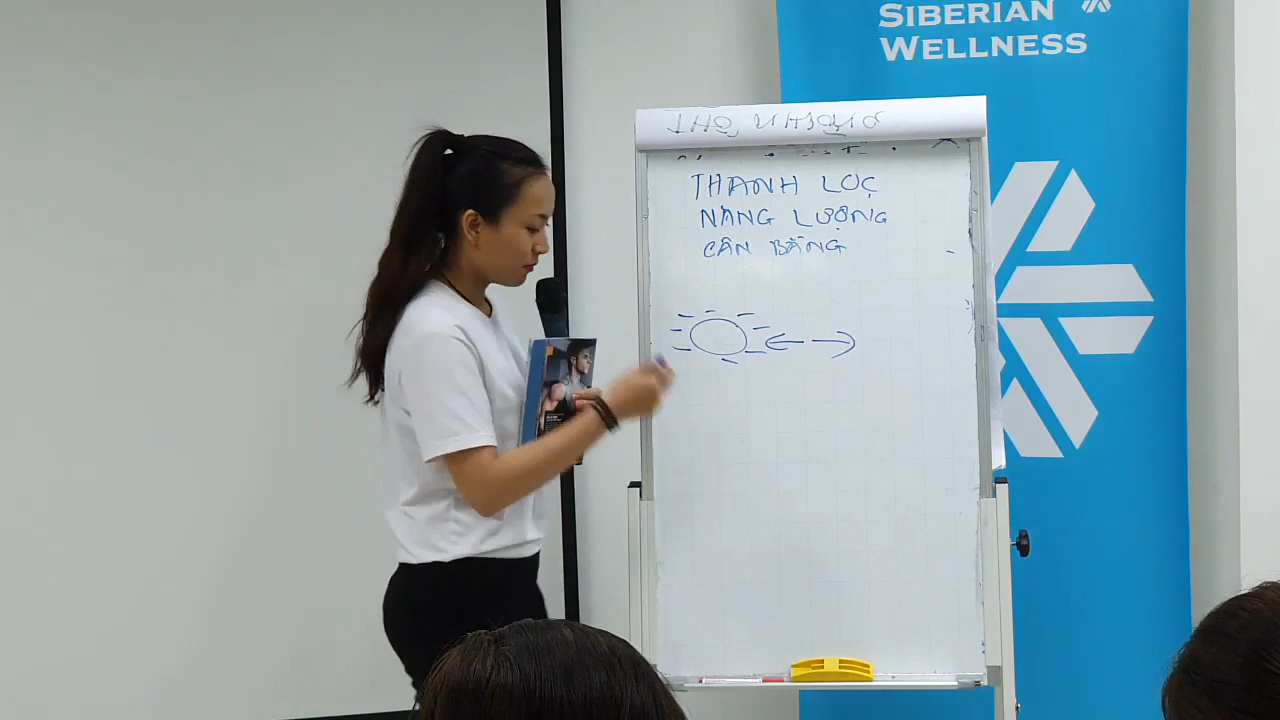 SIBERIAN
WELLNESS
THANH LỌC
NĂNG LƯỢNG
CÂN BẰNG